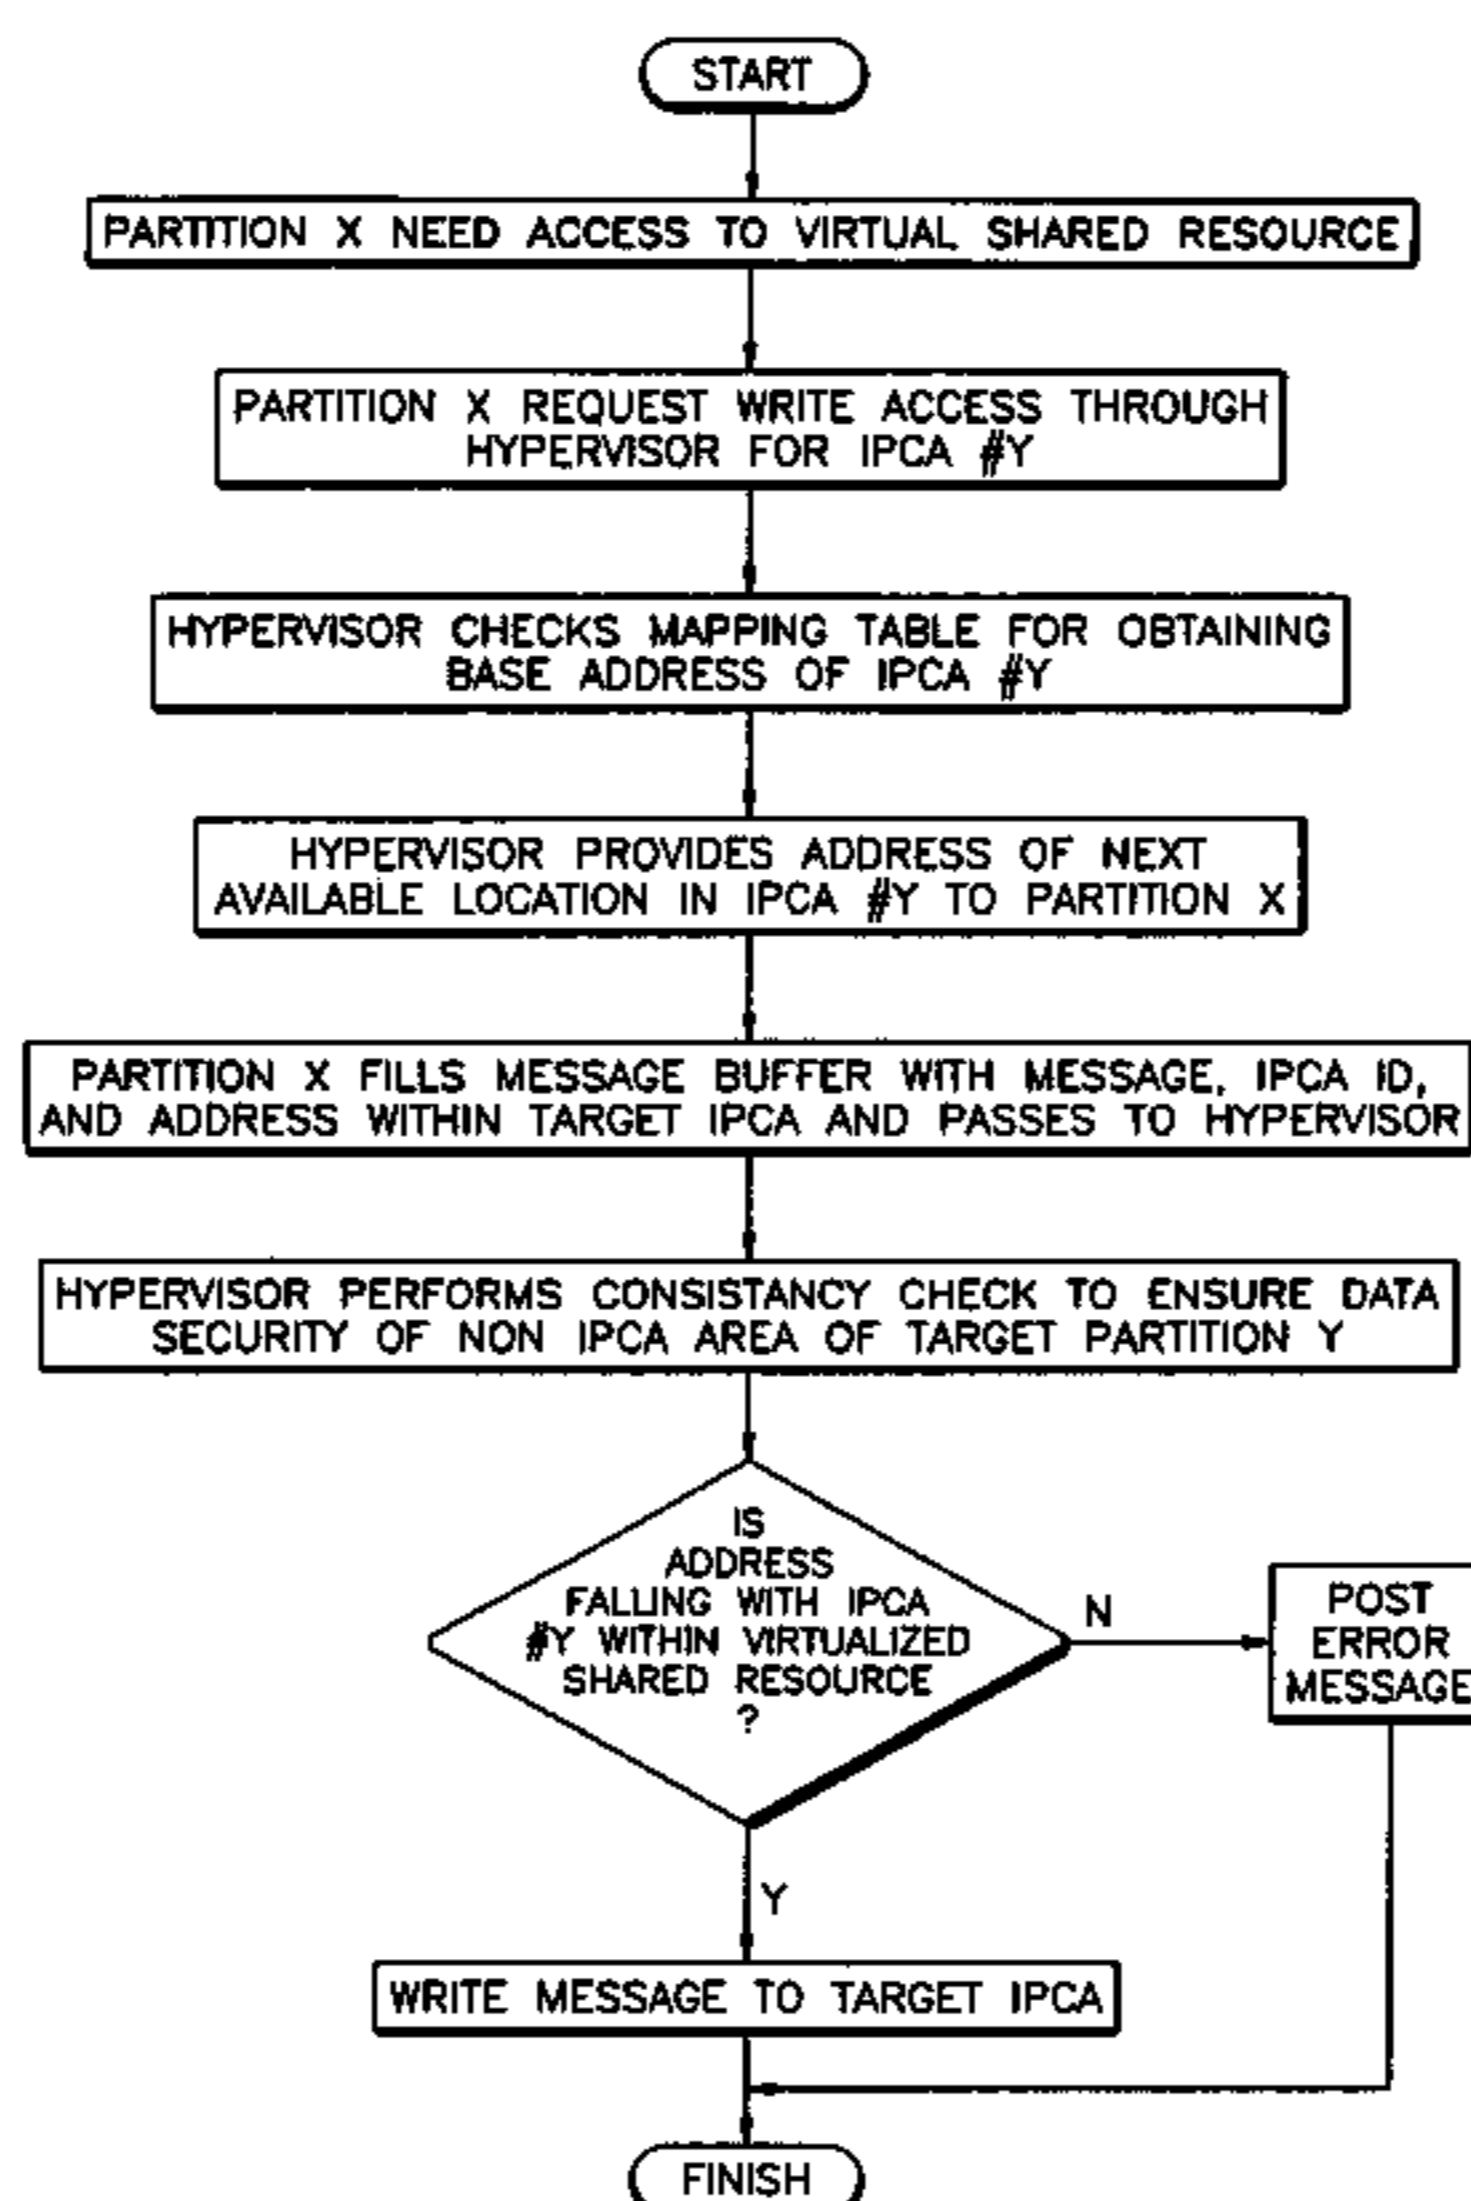 START
PARTITION X NEED ACCESS TO VIRTUAL SHARED RESOURCE
PARTITION X REQUEST WRITE ACCESS THROUGH
HYPERVISOR FOR IPCA #Y
HYPERVISOR CHECKS MAPPING TABLE FOR OBTAINING
BASE ADDRESS OF IPCA #Y
HYPERVISOR PROVIDES ADDRESS OF NEXT
AVAILABLE LOCATION IN IPCA #Y TO PARTITION X
PARTITION X FILLS MESSAGE BUFFER WITH MESSAGE, IPCA ID,
AND ADDRESS WITHIN TARGET IPCA AND PASSES TO HYPERVISOR
HYPERVISOR PERFORMS CONSISTANCY CHECK TO ENSURE DATA
SECURITY OF NON IPCA AREA OF TARGET PARTITION Y
IS
ADDRESS
FALLING WITH IPCA
#Y WITHIN VIRTUALIZED
SHARED RESOURCE
?
N
POST
ERROR
MESSAGE
Y
WRITE MESSAGE TO TARGET IPCA
FINISH